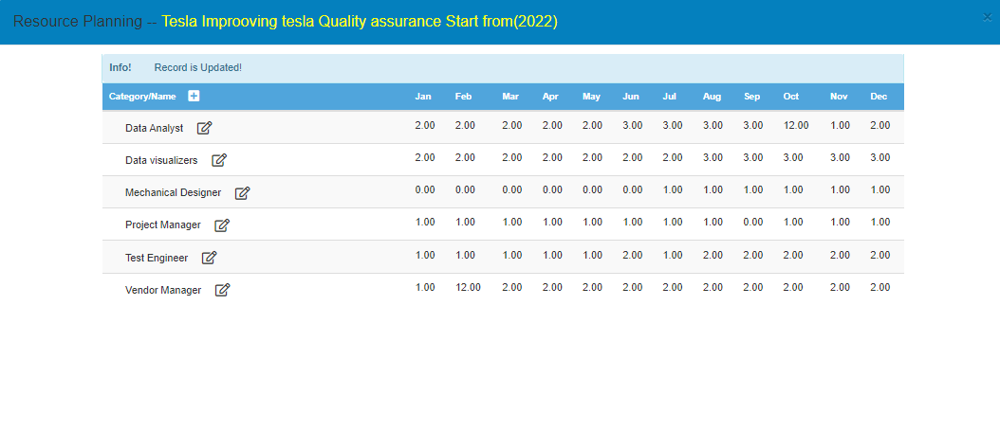 Resource Planning -- Tesla Improoving tesla Quality assurance Start from(2022) ×
Info! Record is Updated!
Category/Name Jan Feb Mar Apr May Jun Jul Aug Sep Oct Nov Dec
Data Analyst 2.00 2.00 2.00 2.00 2.00 3.00 3.00 3.00 3.00 12.00 1.00 2.00
Data visualizers 2.00 2.00 2.00 2.00 2.00 2.00 2.00 3.00 3.00 3.00 3.00 3.00
Mechanical Designer 0.00 0.00 0.00 0.00 0.00 0.00 1.00 1.00 1.00 1.00 1.00 1.00
Project Manager 1.00 1.00 1.00 1.00 1.00 1.00 1.00 1.00 0.00 1.00 1.00 1.00
Test Engineer 1.00 1.00 1.00 1.00 1.00 2.00 1.00 2.00 2.00 2.00 2.00 2.00
Vendor Manager 1.00 12.00 2.00 2.00 2.00 2.00 2.00 2.00 2.00 2.00 2.00 2.00